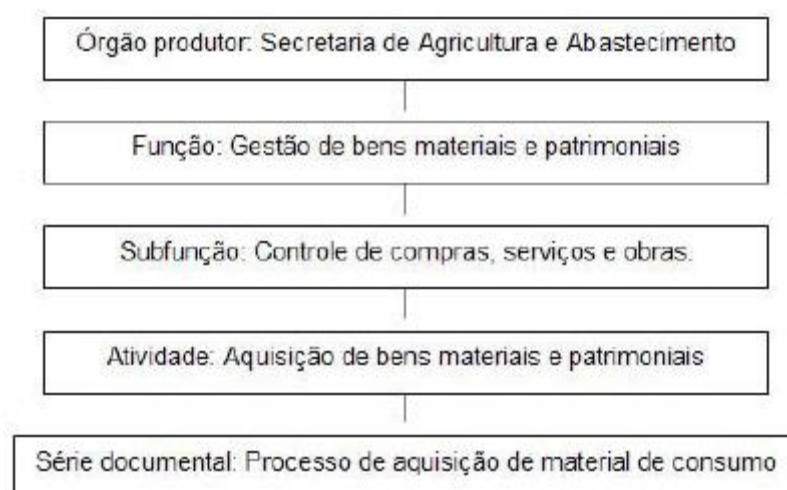 Órgão produtor: Secretaria de Agricultura e Abastecimento
Função: Gestão de bens materiais e patrimoniais
Subfunção: Controle de compras, serviços e obras.
Atividade: Aquisição de bens materiais e patrimoniais
Série documental: Processo de aquisição de material de consumo